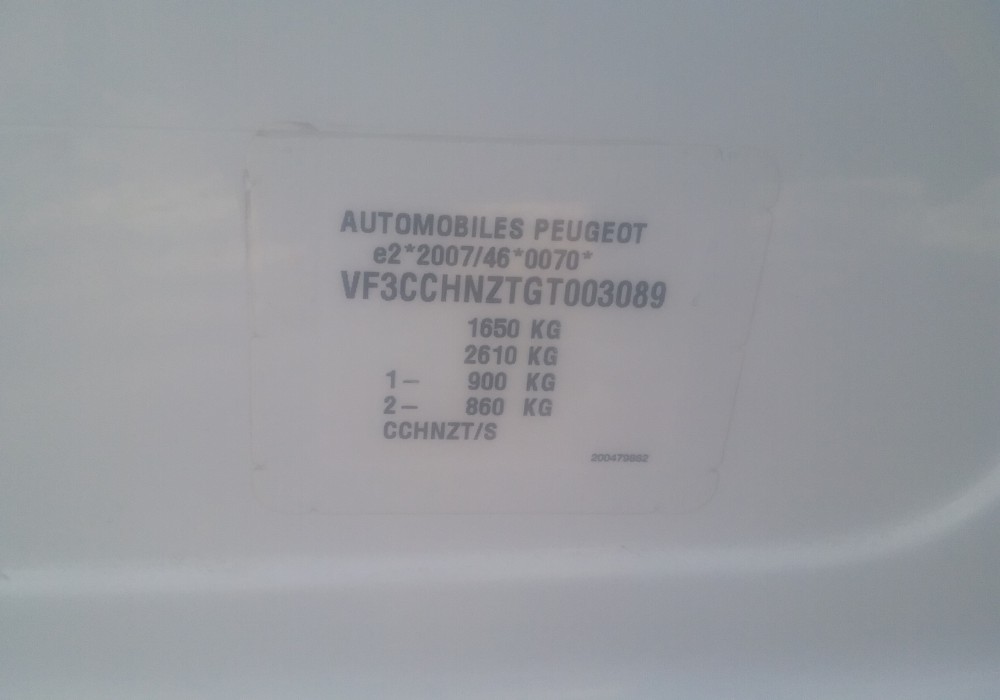 AUTOMOBILES PEUGEOT
e2*2007/46*0070*
VF3CCHNZTGT003089
1650 KG
2610 KG
1– 900 KG
2– 860 KG
CCHNZT/S